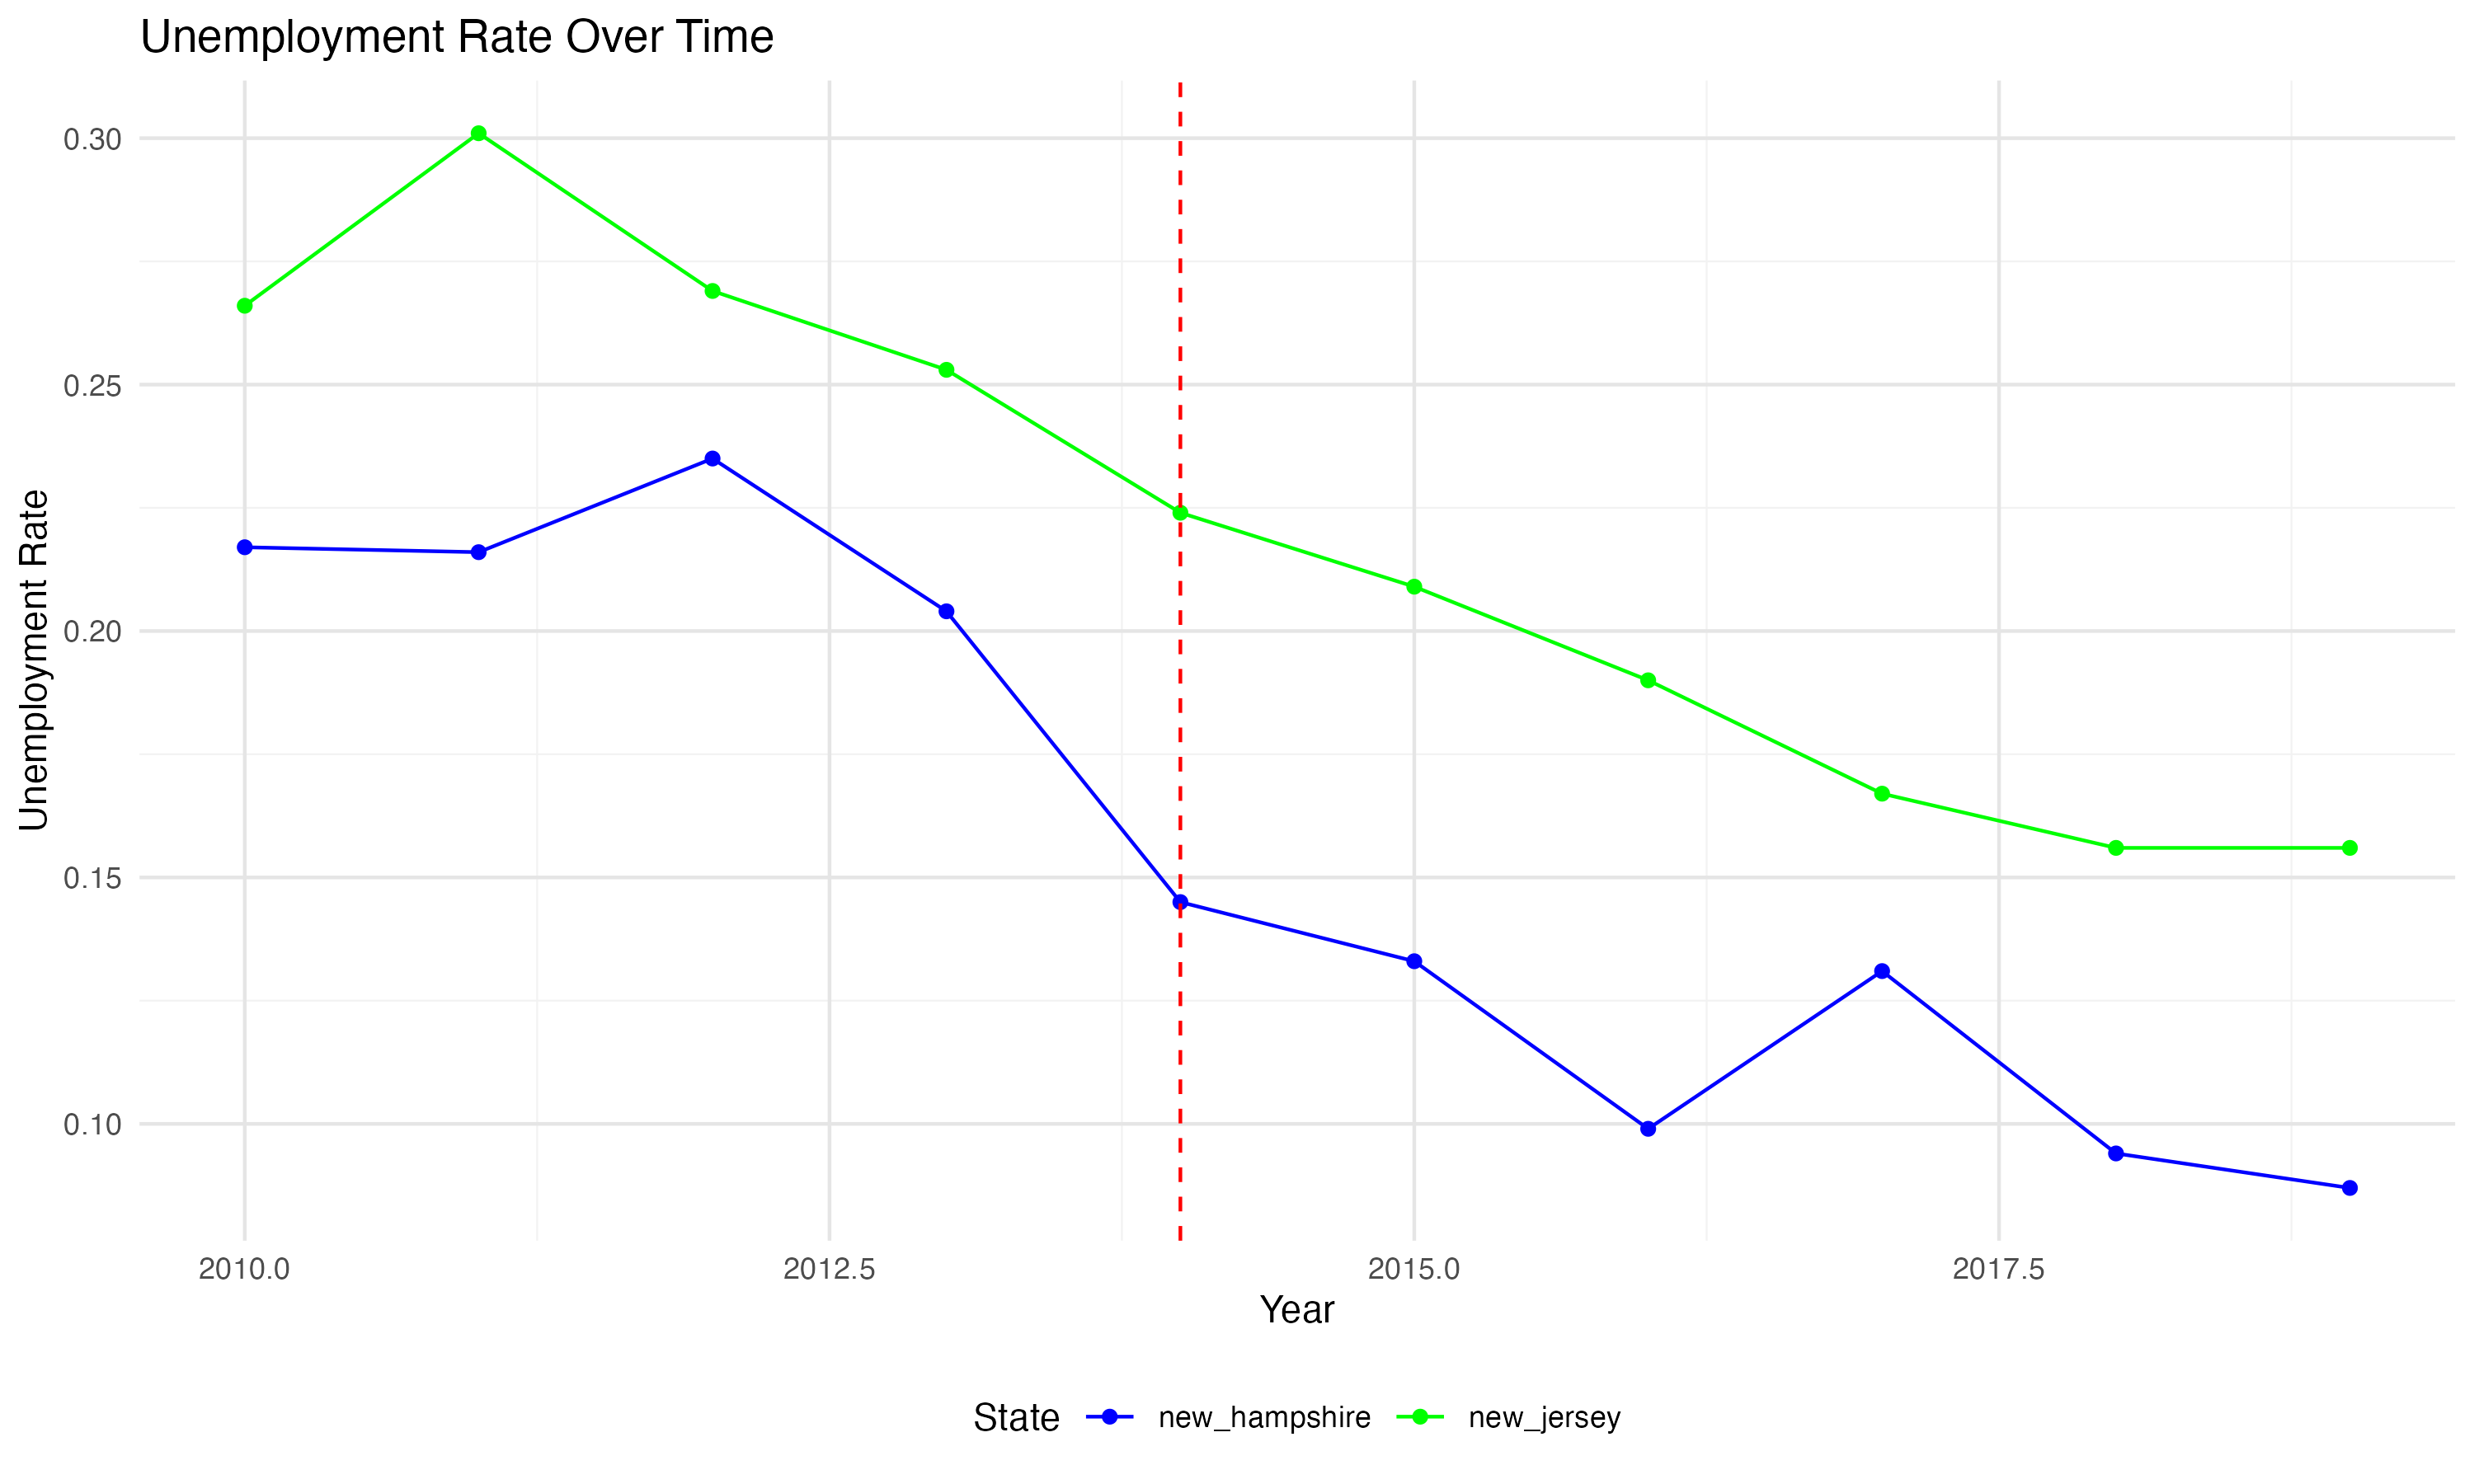 Unemployment Rate Over Time
0.30
0.25
0.20
0.15
0.10
Unemployment Rate
2010.0 2012.5 2015.0 2017.5
Year
State new_hampshire new_jersey